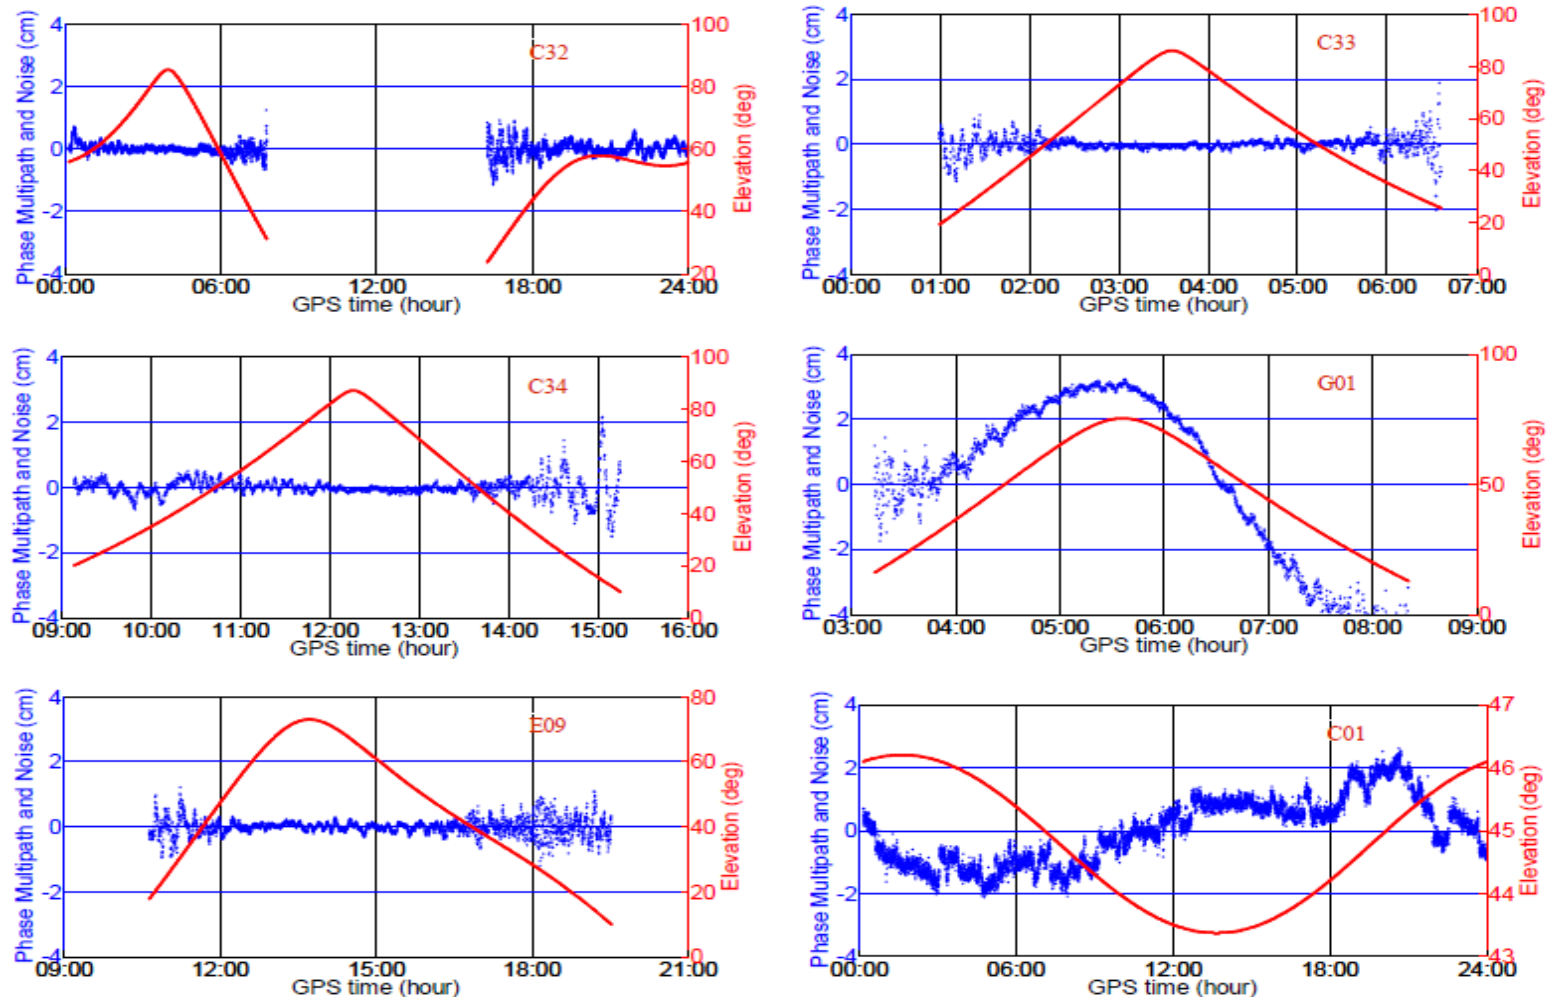 4
2
0
-2
-4
Phase Multipath and Noise (cm)
C32
100
80
60
40
20
Elevation (deg)
00:00 06:00 12:00 18:00 24:00
GPS time (hour)
4
2
0
-2
-4
Phase Multipath and Noise (cm)
C33
100
80
60
40
20
0
Elevation (deg)
00:00 01:00 02:00 03:00 04:00 05:00 06:00 07:00
GPS time (hour)
4
2
0
-2
-4
Phase Multipath and Noise (cm)
C34
100
80
60
40
20
0
Elevation (deg)
09:00 10:00 11:00 12:00 13:00 14:00 15:00 16:00
GPS time (hour)
4
2
0
-2
-4
Phase Multipath and Noise (cm)
G01
100
50
0
Elevation (deg)
03:00 04:00 05:00 06:00 07:00 08:00 09:00
GPS time (hour)
4
2
0
-2
-4
Phase Multipath and Noise (cm)
E09
80
60
40
20
0
Elevation (deg)
09:00 12:00 15:00 18:00 21:00
GPS time (hour)
4
2
0
-2
-4
Phase Multipath and Noise (cm)
C01
47
46
45
44
43
Elevation (deg)
00:00 06:00 12:00 18:00 24:00
GPS time (hour)